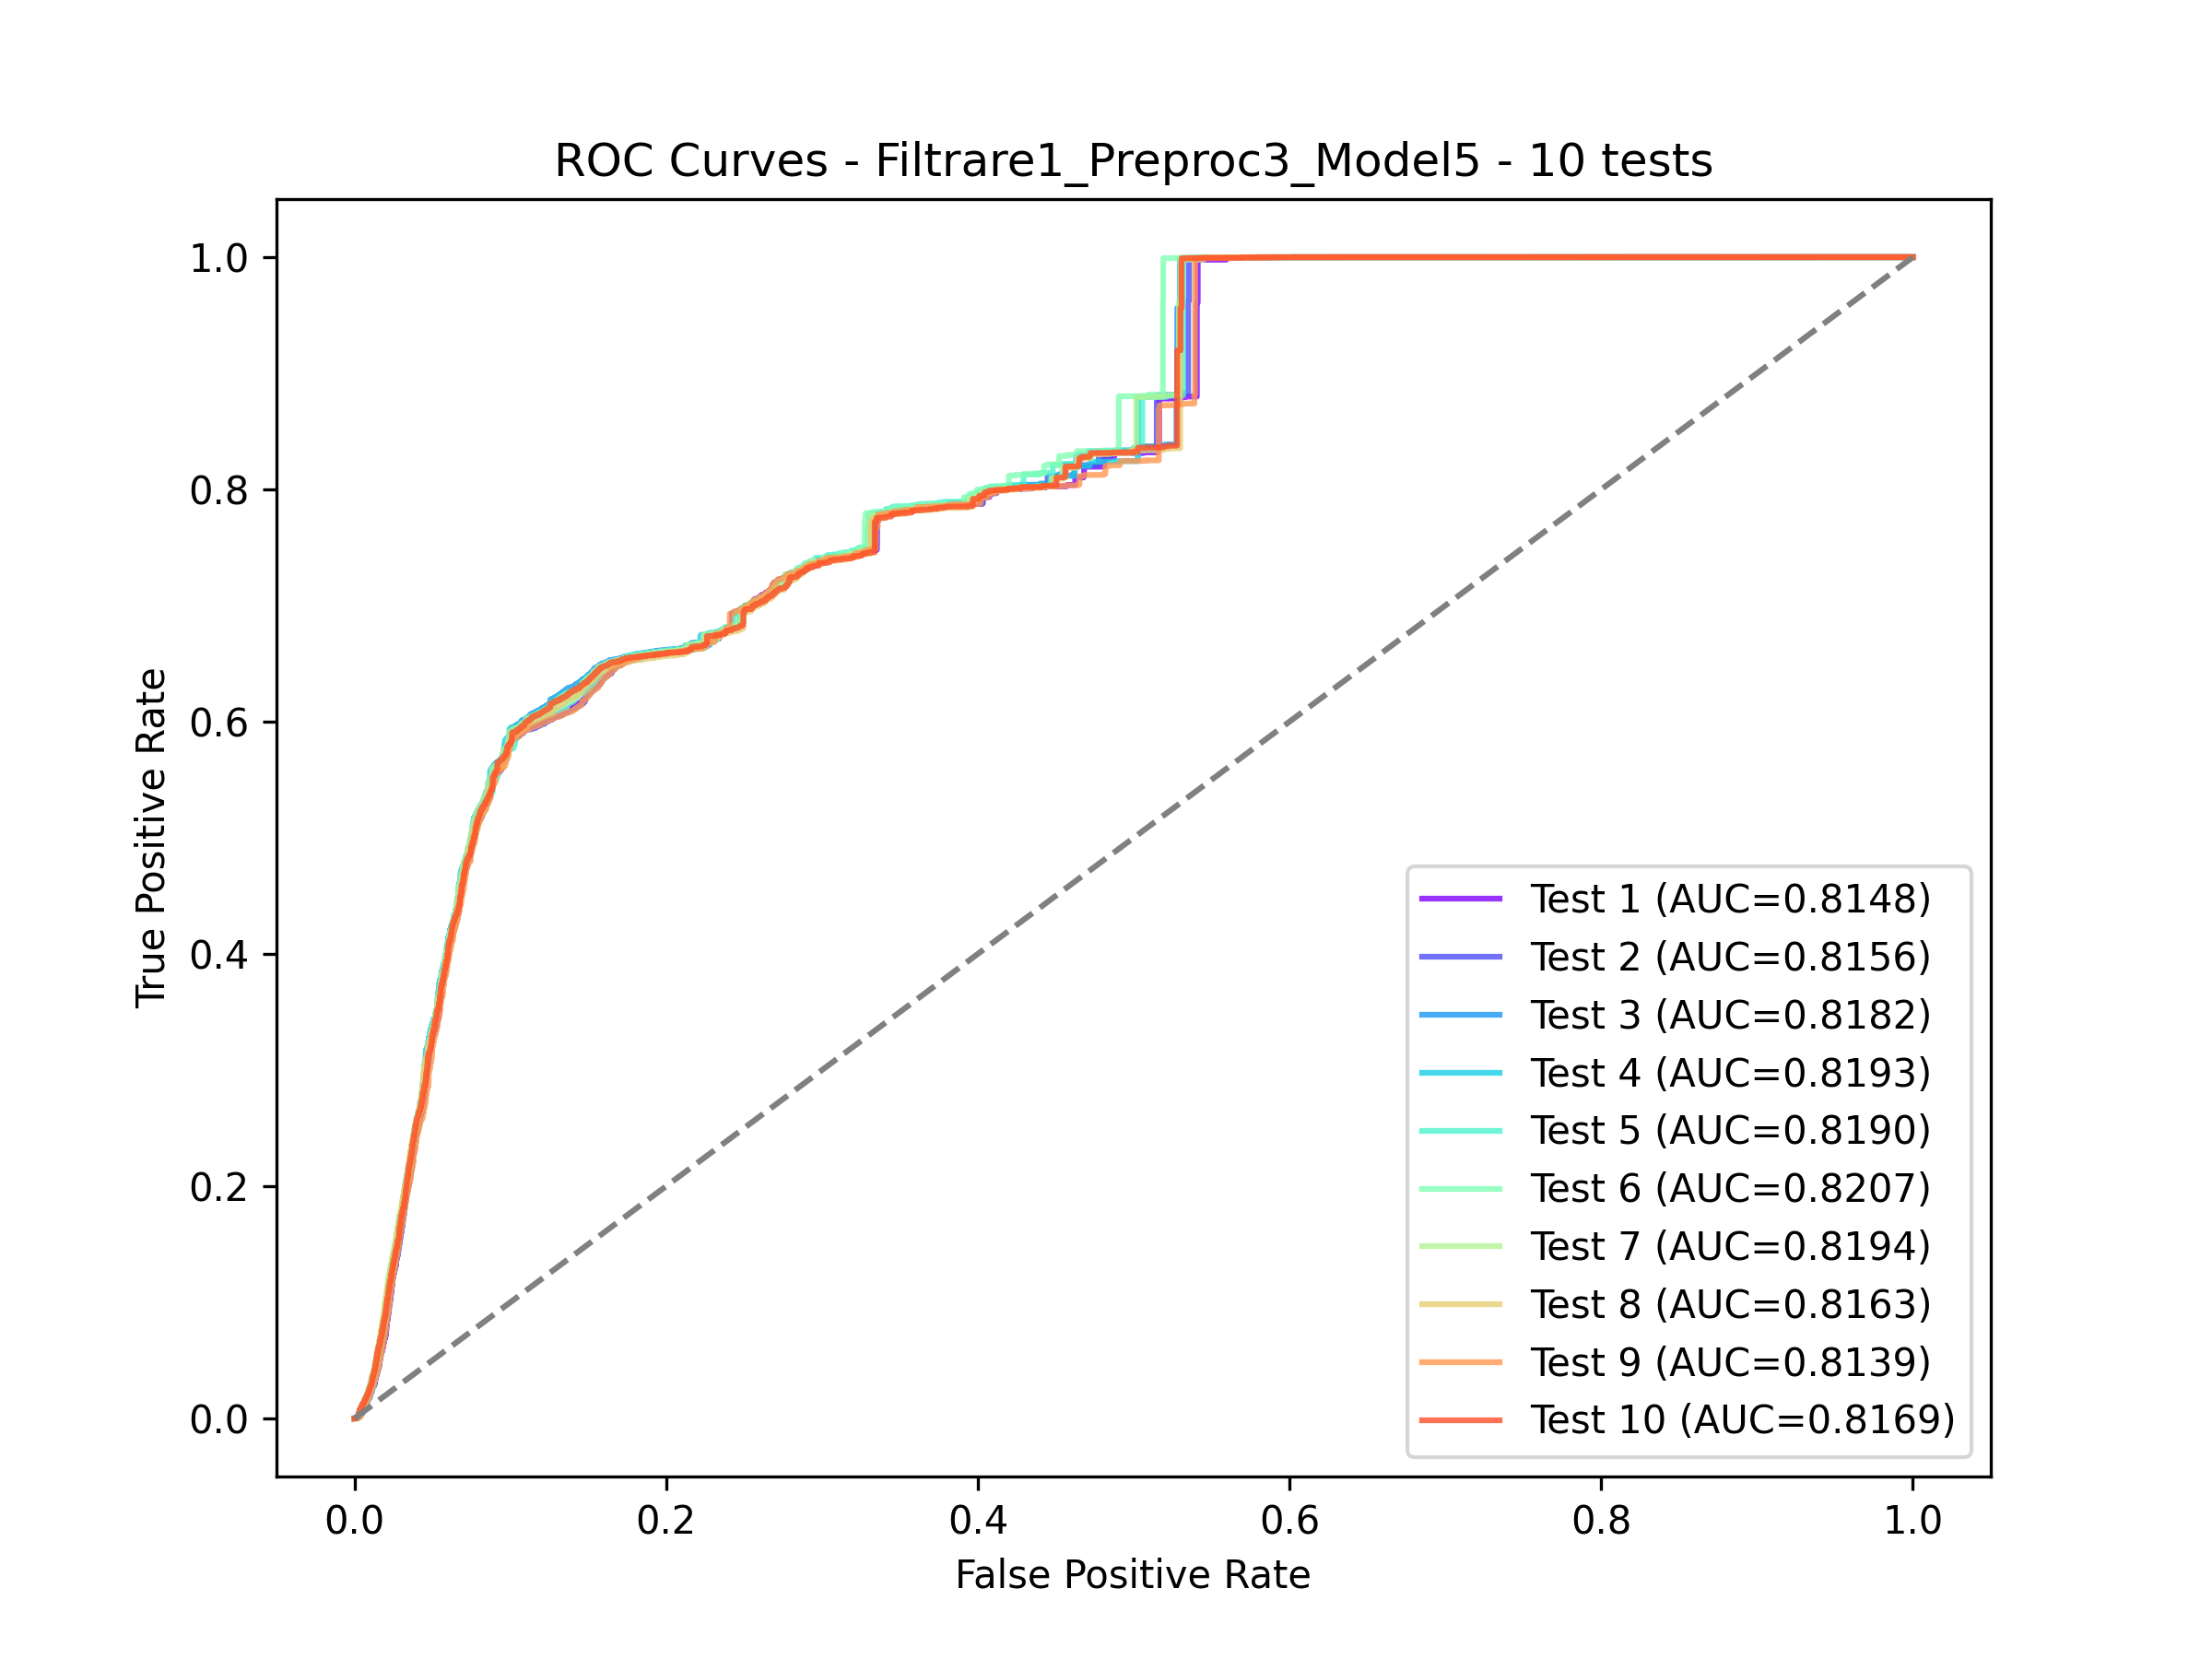 ROC Curves - Filtrare1_Preproc3_Model5 - 10 tests
True Positive Rate
1.0
0.8
0.6
0.4
0.2
0.0
Test 1 (AUC=0.8148)
Test 2 (AUC=0.8156)
Test 3 (AUC=0.8182)
Test 4 (AUC=0.8193)
Test 5 (AUC=0.8190)
Test 6 (AUC=0.8207)
Test 7 (AUC=0.8194)
Test 8 (AUC=0.8163)
Test 9 (AUC=0.8139)
Test 10 (AUC=0.8169)
0.0 0.2 0.4 0.6 0.8 1.0
False Positive Rate